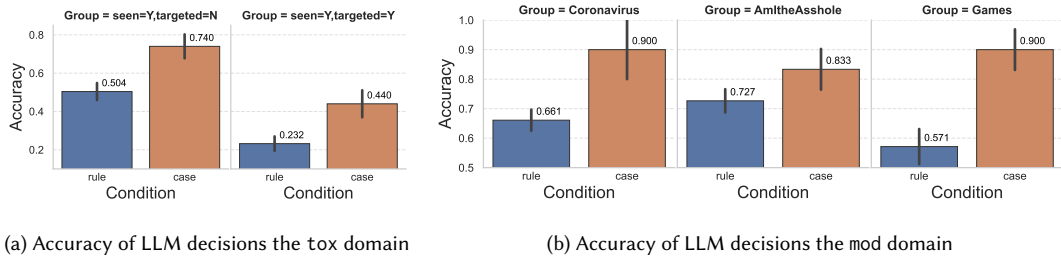 Group = seen=Y,targeted=N
Group = seen=Y,targeted=Y
Accuracy
0.8
0.6
0.4
0.2
0.504
0.740
0.232
0.440
rule
case
rule
case
Condition
Condition
(a) Accuracy of LLM decisions the tox domain
Group = Coronavirus
Group = AmItheAsshole
Group = Games
Accuracy
1.0
0.9
0.8
0.7
0.6
0.5
0.661
0.900
0.727
0.833
0.571
0.900
rule
case
rule
case
rule
case
Condition
Condition
Condition
(b) Accuracy of LLM decisions the mod domain